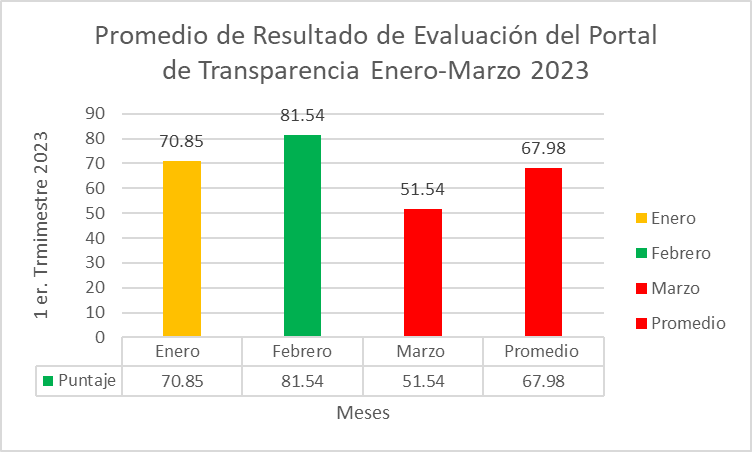 Promedio de Resultado de Evaluación del Portal
de Transparencia Enero-Marzo 2023
1 er. Trmimestre 2023
90
80
70
60
50
40
30
20
10
0
70.85
81.54
51.54
67.98
Enero
Febrero
Marzo
Promedio
Enero Febrero Marzo Promedio
Puntaje 70.85 81.54 51.54 67.98
Meses